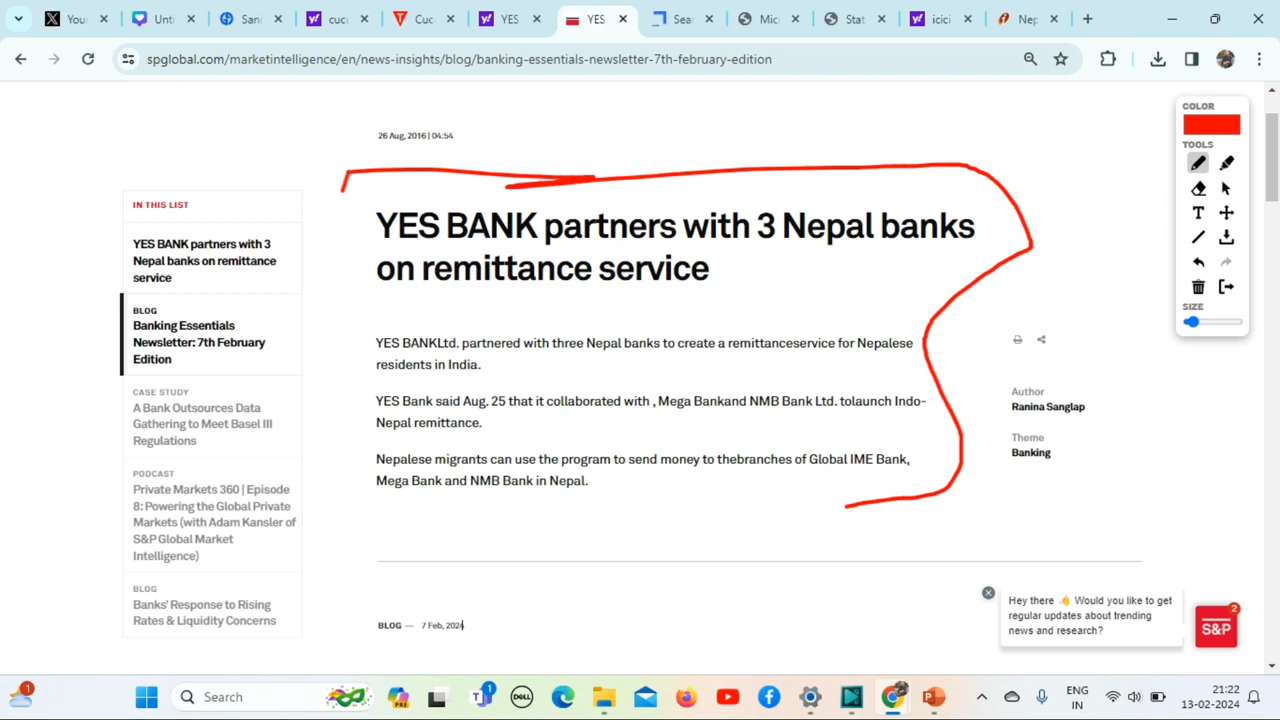 You
Unti
San
cuc
Cuc
YES
YES
Sea
Mic
Stat
icici
Nep
spglobal.com/marketintelligence/en/news-insights/blog/banking-essentials-newsletter-7th-february-edition
26 Aug, 2016 | 04:54
IN THIS LIST
YES BANK partners with 3
Nepal banks on remittance
service
BLOG
Banking Essentials
Newsletter: 7th February
Edition
CASE STUDY
A Bank Outsources Data
Gathering to Meet Basel III
Regulations
PODCAST
Private Markets 360 | Episode
8: Powering the Global Private
Markets (with Adam Kansler of
S&P Global Market
Intelligence)
BLOG
Banks' Response to Rising
Rates & Liquidity Concerns
YES BANK partners with 3 Nepal banks
on remittance service
YES BANKLtd. partnered with three Nepal banks to create a remittanceservice for Nepalese
residents in India.
YES Bank said Aug. 25 that it collaborated with , Mega Bankand NMB Bank Ltd. tolaunch Indo-
Nepal remittance.
Nepalese migrants can use the program to send money to thebranches of Global IME Bank,
Mega Bank and NMB Bank in Nepal.
BLOG — 7 Feb, 2024
Author
Ranina Sanglap
Theme
Banking
COLOR
TOOLS
T
SIZE
Hey there 👋 Would you like to get
regular updates about trending
news and research?
S&P
2
1
Search
PRE
1
DELL
ENG
IN
21:22
13-02-2024